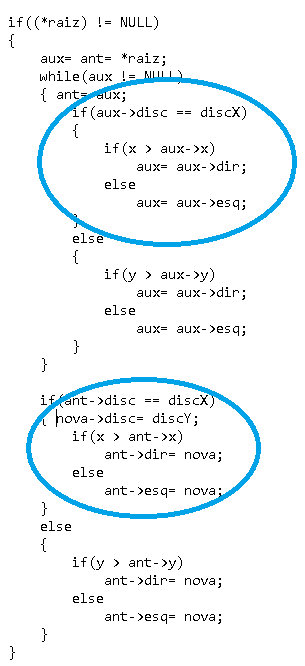 if((*raiz) != NULL)
{
aux= ant= *raiz;
while(aux != NULL)
{ ant= aux;
if(aux->disc == discX)
{
if(x > aux->x)
aux= aux->dir;
else
aux= aux->esq;
}
else
{
if(y > aux->y)
aux= aux->dir;
else
aux= aux->esq;
}
}
if(ant->disc == discX)
{ nova->disc= discY;
if(x > ant->x)
ant->dir= nova;
else
ant->esq= nova;
}
else
{
if(y > ant->y)
ant->dir= nova;
else
ant->esq= nova;
}
}